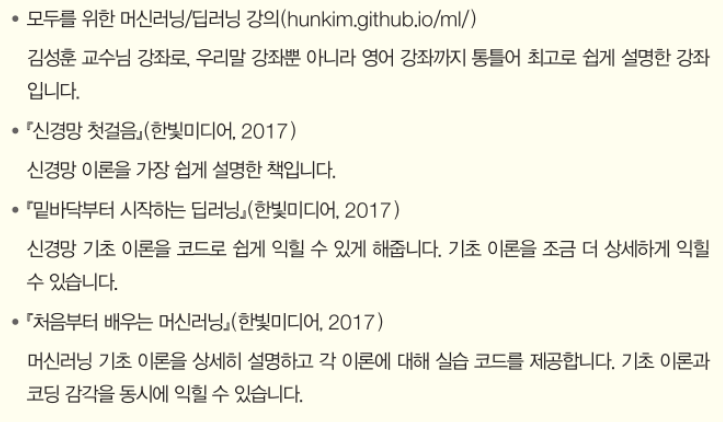 • 모두를 위한 머신러닝/딥러닝 강의(hunkim.github.io/ml/)
김성훈 교수님 강좌로, 우리말 강좌뿐 아니라 영어 강좌까지 통틀어 최고로 쉽게 설명한 강좌
입니다.
• 『신경망 첫걸음』(한빛미디어, 2017)
신경망 이론을 가장 쉽게 설명한 책입니다.
• 『밑바닥부터 시작하는 딥러닝』(한빛미디어, 2017)
신경망 기초 이론을 코드로 쉽게 익힐 수 있게 해줍니다. 기초 이론을 조금 더 상세하게 익힐
수 있습니다.
• 『처음부터 배우는 머신러닝』(한빛미디어, 2017)
머신러닝 기초 이론을 상세히 설명하고 각 이론에 대해 실습 코드를 제공합니다. 기초 이론과
코딩 감각을 동시에 익힐 수 있습니다.